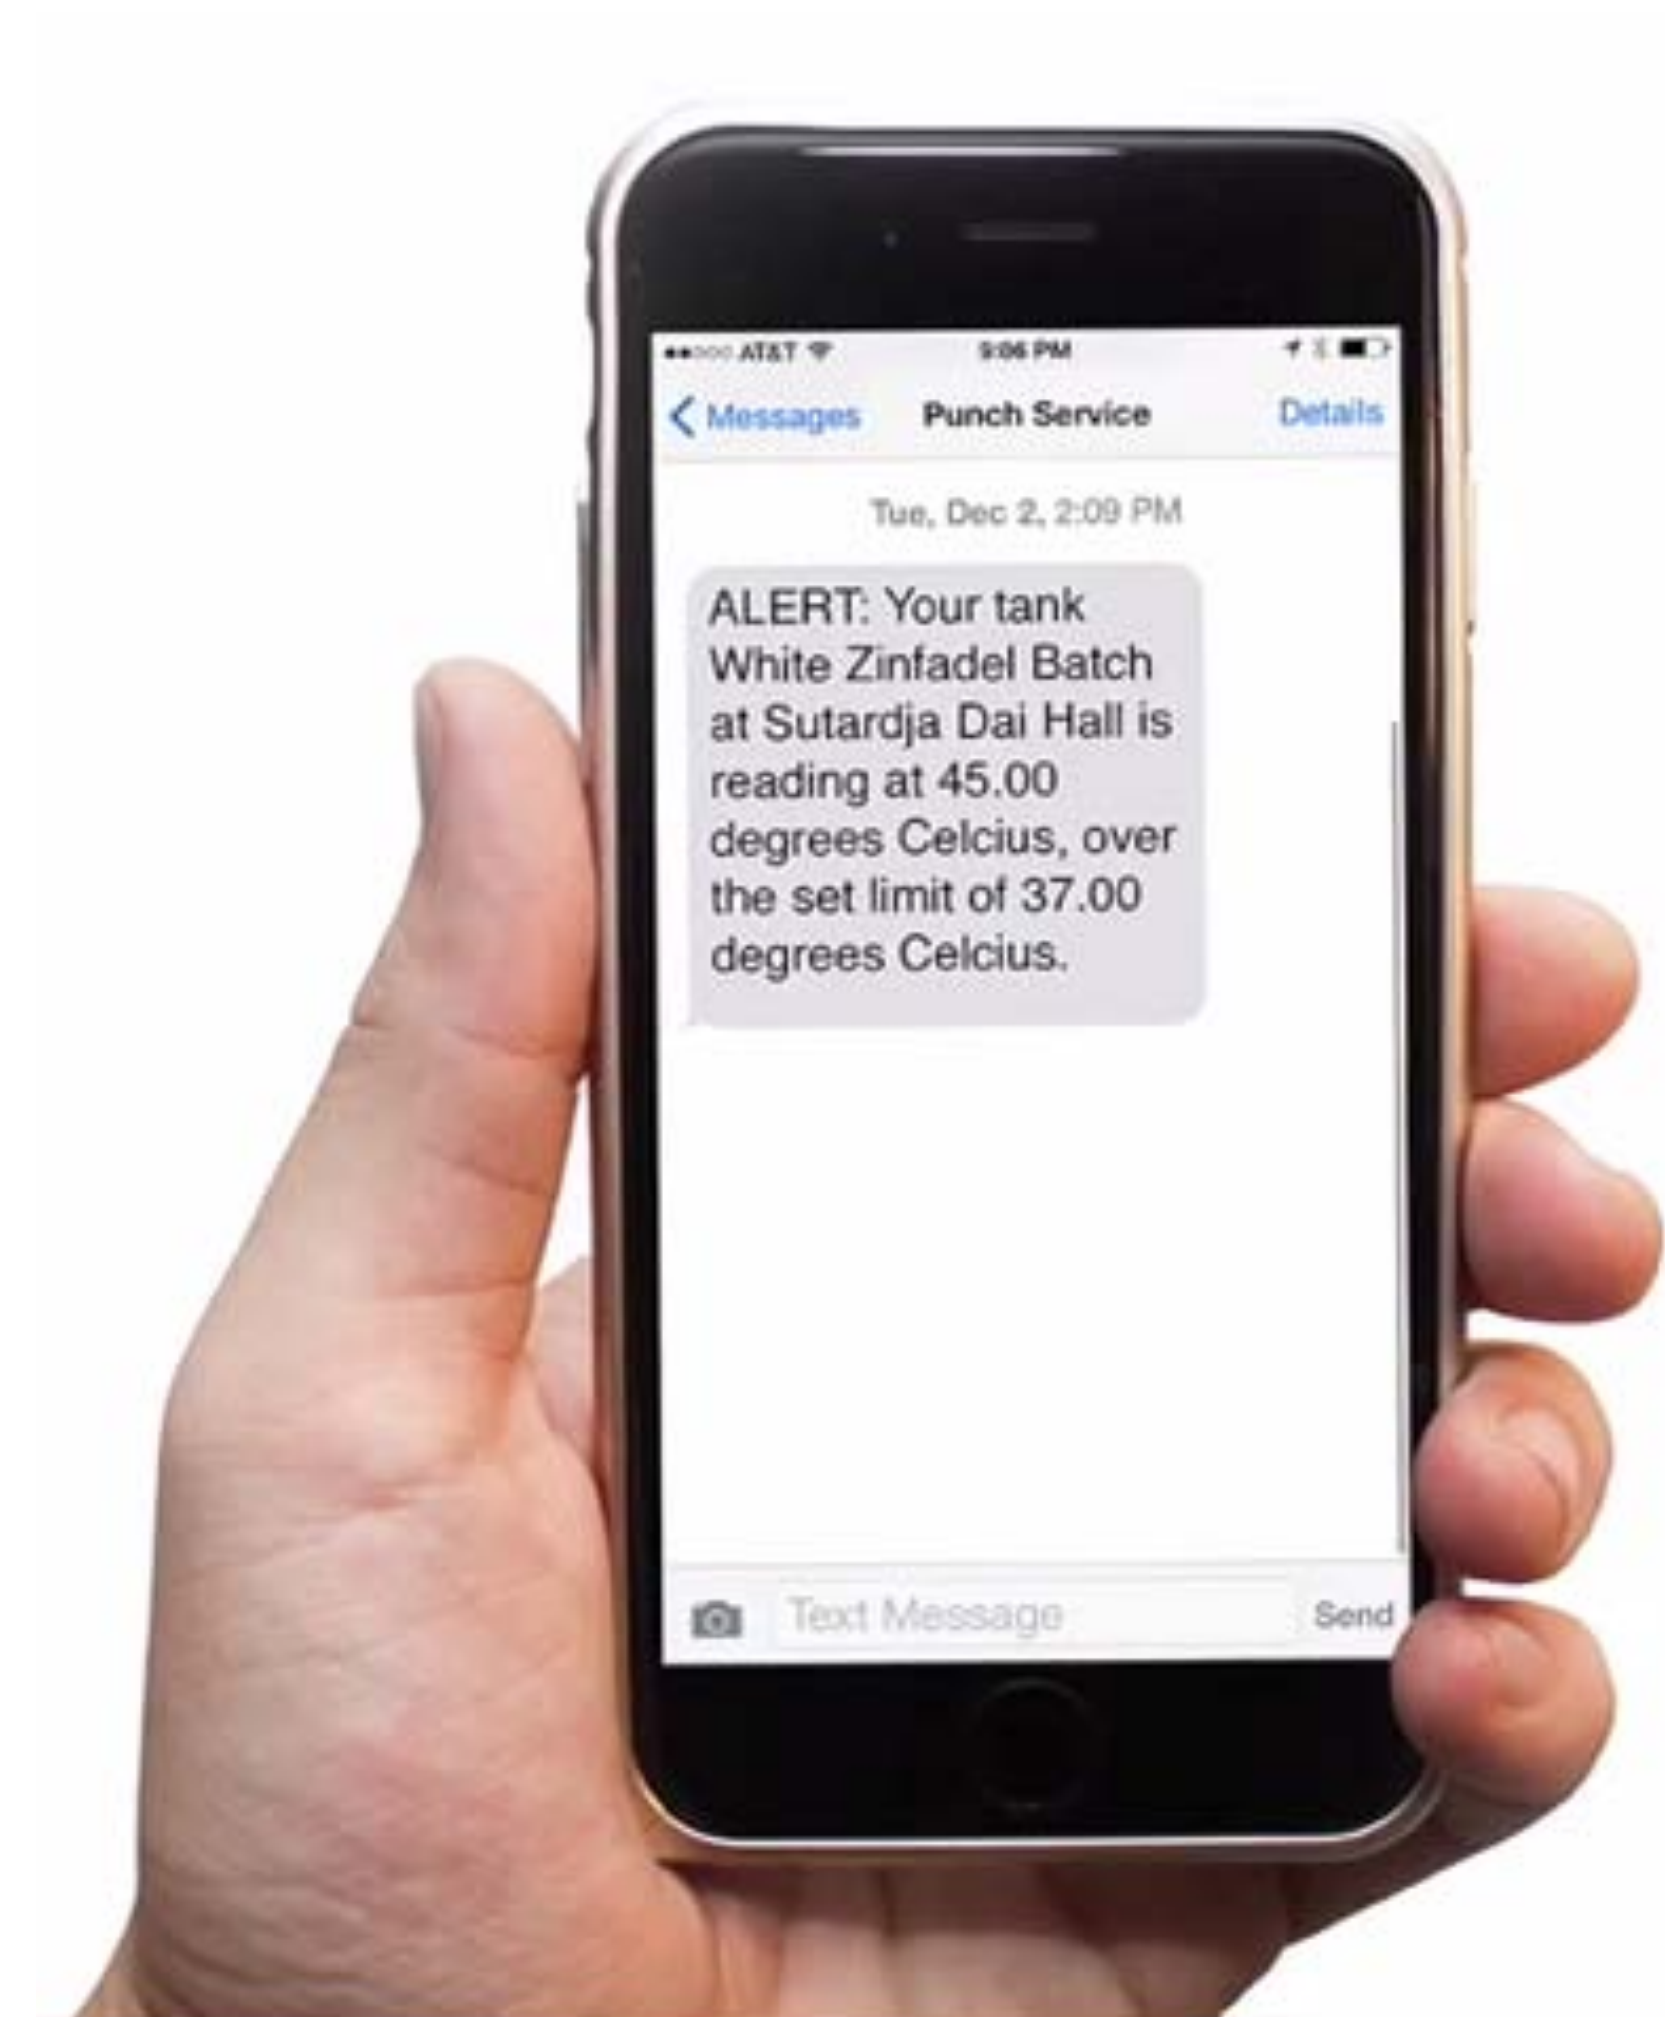 AT&T 9:06 PM
Messages Punch Service Details
Tue, Dec 2, 2:09 PM
ALERT: Your tank
White Zinfadel Batch
at Sutardja Dai Hall is
reading at 45.00
degrees Celcius, over
the set limit of 37.00
degrees Celcius.
Text Message Send